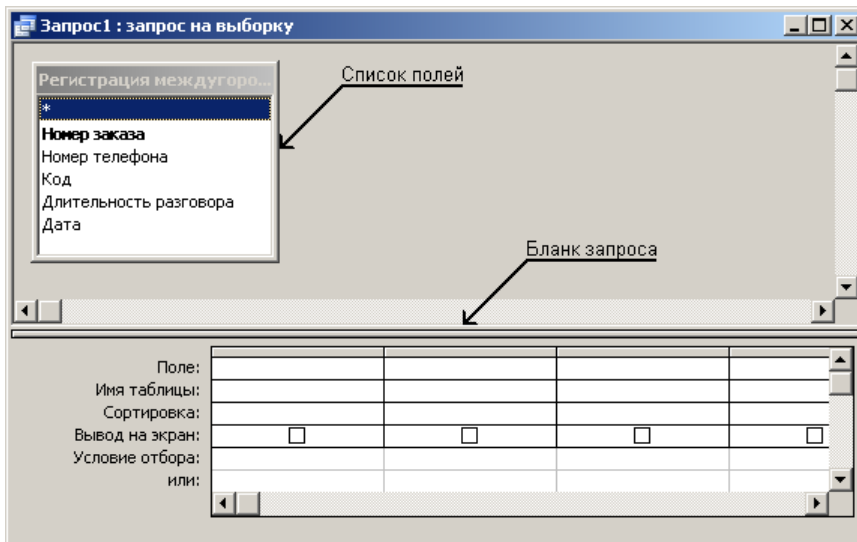 Запрос1 : запрос на выборку
Регистрация междугоро...
Список полей
*
Номер заказа
Номер телефона
Код
Длительность разговора
Дата
Бланк запроса
Поле:
Имя таблицы:
Сортировка:
Вывод на экран:
Условие отбора:
или: